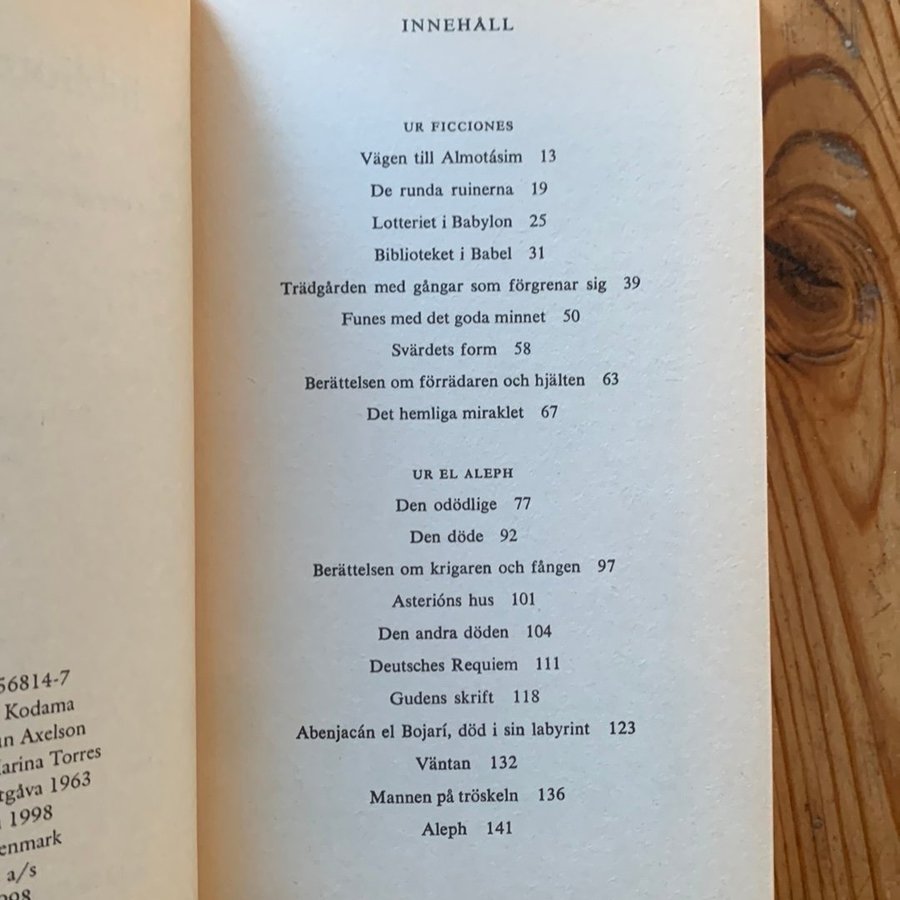 56814-7
Kodama
Axelson
Torres
1963
1998
a/s
INNEHÅLL
UR FICCIONES
Vägen till Almotásim 13
De runda ruinerna 19
Lotteriet i Babylon 25
Biblioteket i Babel 31
Trädgården med gångar som förgrenar sig 39
Funes med det goda minnet 50
Svärdets form 58
Berättelsen om förrädaren och hjälten 63
Det hemliga miraklet 67
UR EL ALEPH
Den odödlige 77
Den döde 92
Berättelsen om krigaren och fången 97
Asterións hus 101
Den andra döden 104
Deutsches Requiem 111
Gudens skrift 118
Abenjacán el Bojarí, död i sin labyrint 123
Väntan 132
Mannen på tröskeln 136
Aleph 141